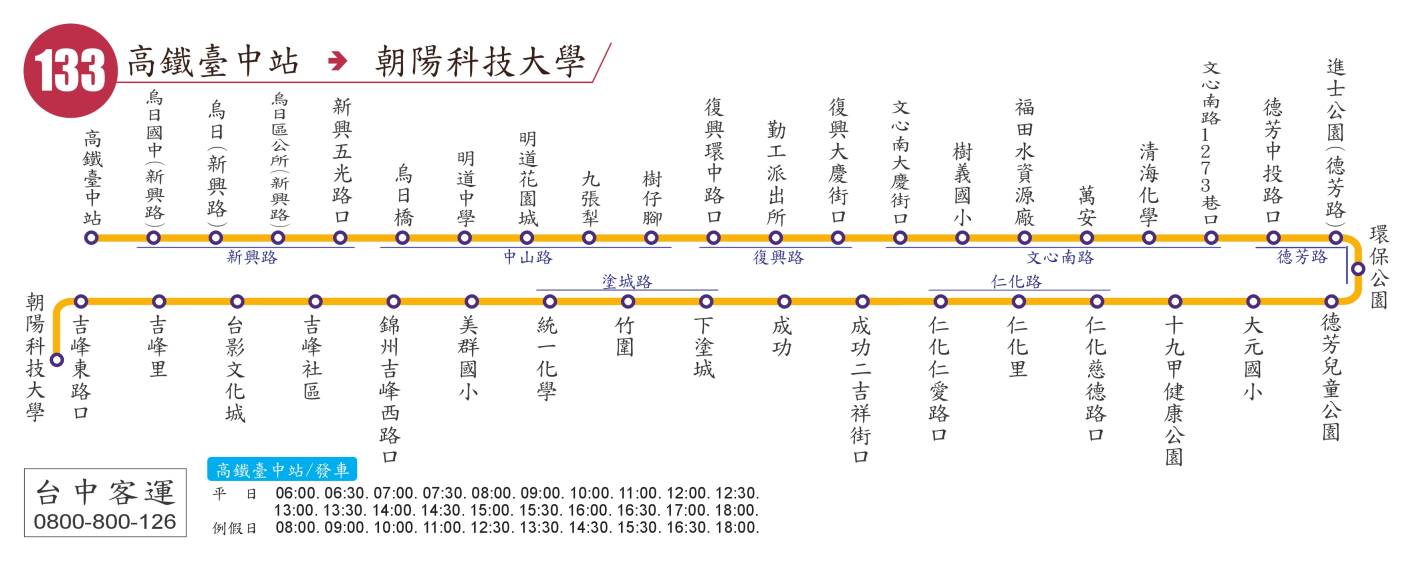 133
高鐵臺中站 → 朝陽科技大學
高鐵臺中站
烏日國中(新興路)
烏日(新興路)
烏日區公所(新興路)
新興五光路口
烏日橋
明道中學
明道花園城
九張犁
樹仔腳
復興環中路口
勤工派出所
復興大慶街口
文心南大慶街口
樹義國小
福田水資源廠
萬安
清海化學
文心南路1273巷口
德芳中投路口
進士公園(德芳路)
環保公園
新興路
中山路
復興路
文心南路
德芳路
塗城路
仁化路
朝陽科技大學
吉峰東路口
吉峰里
台影文化城
吉峰社區
錦州吉峰西路口
美群國小
統一化學
竹圍
下塗城
成功
成功二吉祥街口
仁化仁愛路口
仁化里
仁化慈德路口
十九甲健康公園
大元國小
德芳兒童公園
台中客運
0800-800-126
高鐵臺中站/發車
平 日 06:00. 06:30. 07:00. 07:30. 08:00. 09:00. 10:00. 11:00. 12:00. 12:30.
13:00. 13:30. 14:00. 14:30. 15:00. 15:30. 16:00. 16:30. 17:00. 18:00.
例假日 08:00. 09:00. 10:00. 11:00. 12:30. 13:30. 14:30. 15:30. 16:30. 18:00.